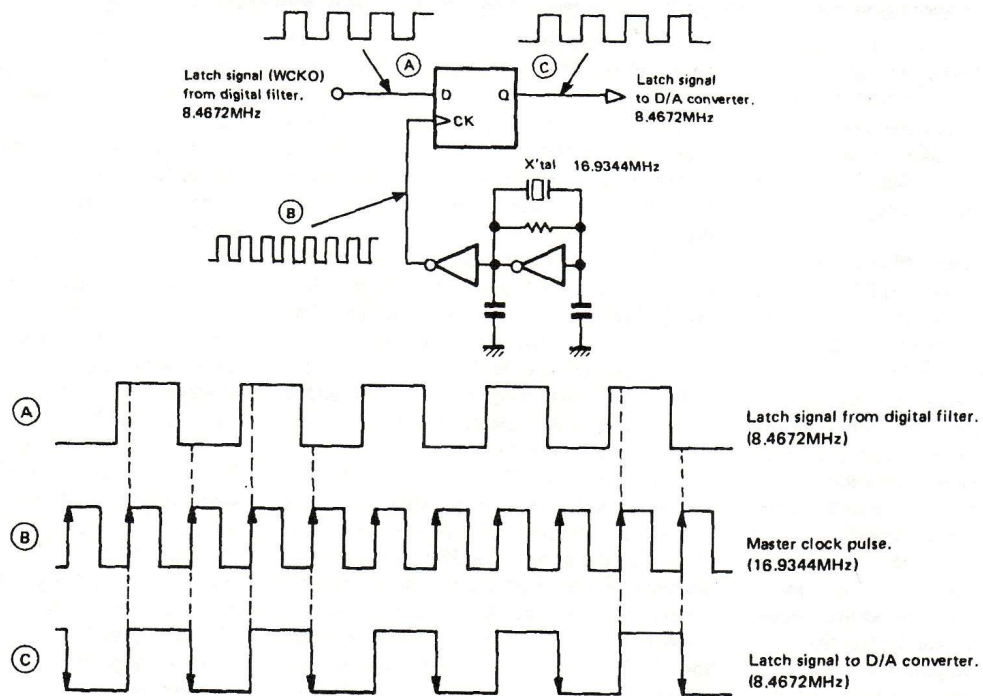 A
C
Latch signal (WCKO)
from digital filter.
8.4672MHz
D
Q
CK
Latch signal
to D/A converter.
8.4672MHz
X'tal 16.9344MHz
B
A
Latch signal from digital filter.
(8.4672MHz)
B
Master clock pulse.
(16.9344MHz)
C
Latch signal to D/A converter.
(8.4672MHz)